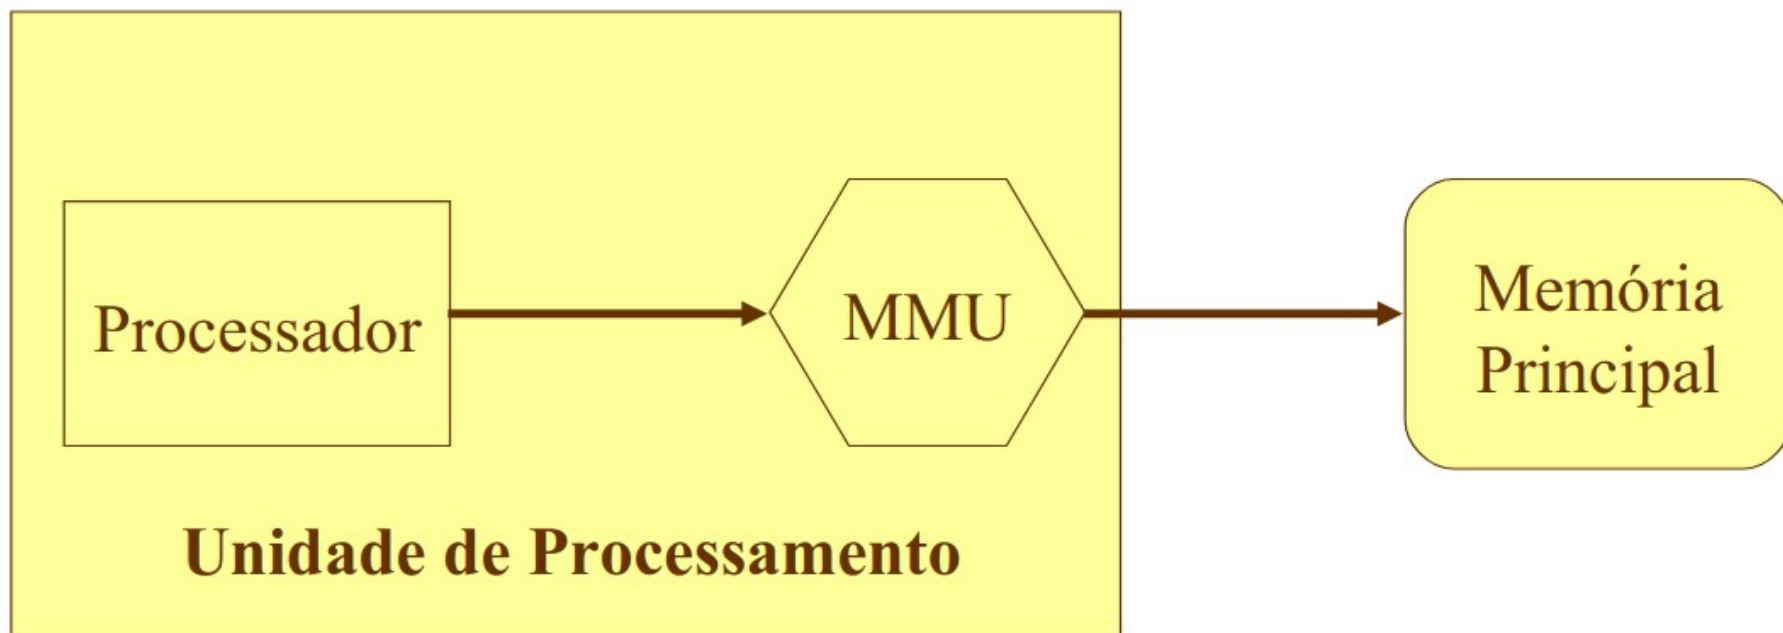 Processador
MMU
Memória
Principal
Unidade de Processamento